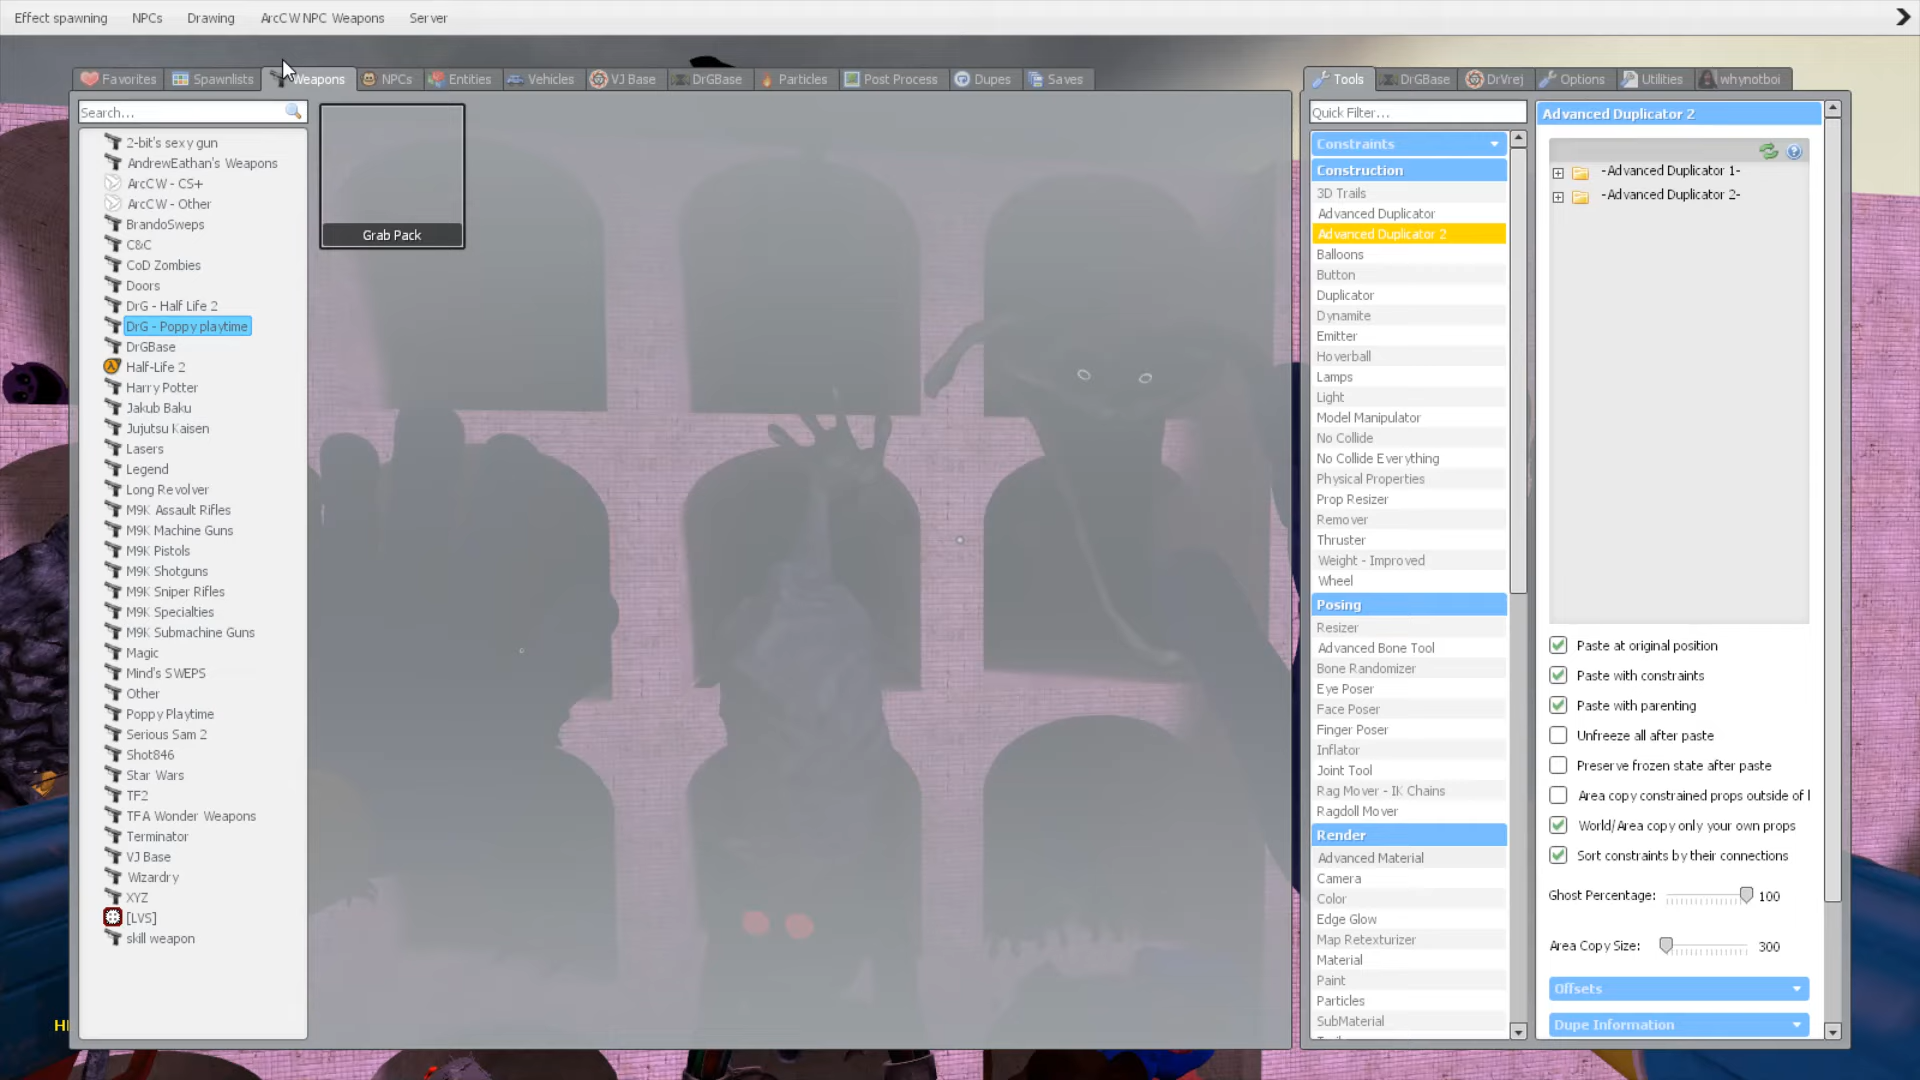 Effect spawning NPCs Drawing ArcCW NPC Weapons Server
Favorites Spawnlists Weapons NPCs Entities Vehicles VJ Base DrGBase Particles Post Process Dupes Saves
Search...
2-bit's sexy gun
AndrewEathan's Weapons
ArcCW - CS+
ArcCW - Other
BrandoSweps
C&C
CoD Zombies
Doors
DrG - Half Life 2
DrG - Poppy playtime
DrGBase
Half-Life 2
Harry Potter
Jakub Baku
Jujutsu Kaisen
Lasers
Legend
Long Revolver
M9K Assault Rifles
M9K Machine Guns
M9K Pistols
M9K Shotguns
M9K Sniper Rifles
M9K Specialties
M9K Submachine Guns
Magic
Mind's SWEPS
Other
Poppy Playtime
Serious Sam 2
Shot846
Star Wars
TF2
TFA Wonder Weapons
Terminator
VJ Base
Wizardry
XYZ
[LVS]
skill weapon
Grab Pack
Tools DrGBase DrVrej Options Utilities whynotboi
Quick Filter...
Constraints
Construction
3D Trails
Advanced Duplicator
Advanced Duplicator 2
Balloons
Button
Duplicator
Dynamite
Emitter
Hoverball
Lamps
Light
Model Manipulator
No Collide
No Collide Everything
Physical Properties
Prop Resizer
Remover
Thruster
Weight - Improved
Wheel
Posing
Resizer
Advanced Bone Tool
Bone Randomizer
Eye Poser
Face Poser
Finger Poser
Inflator
Joint Tool
Rag Mover - IK Chains
Ragdoll Mover
Render
Advanced Material
Camera
Color
Edge Glow
Map Retexturizer
Material
Paint
Particles
SubMaterial
Advanced Duplicator 2
-Advanced Duplicator 1-
-Advanced Duplicator 2-
Paste at original position
Paste with constraints
Paste with parenting
Unfreeze all after paste
Preserve frozen state after paste
Area copy constrained props outside of
World/Area copy only your own props
Sort constraints by their connections
Ghost Percentage: 100
Area Copy Size: 300
Offsets
Dupe Information